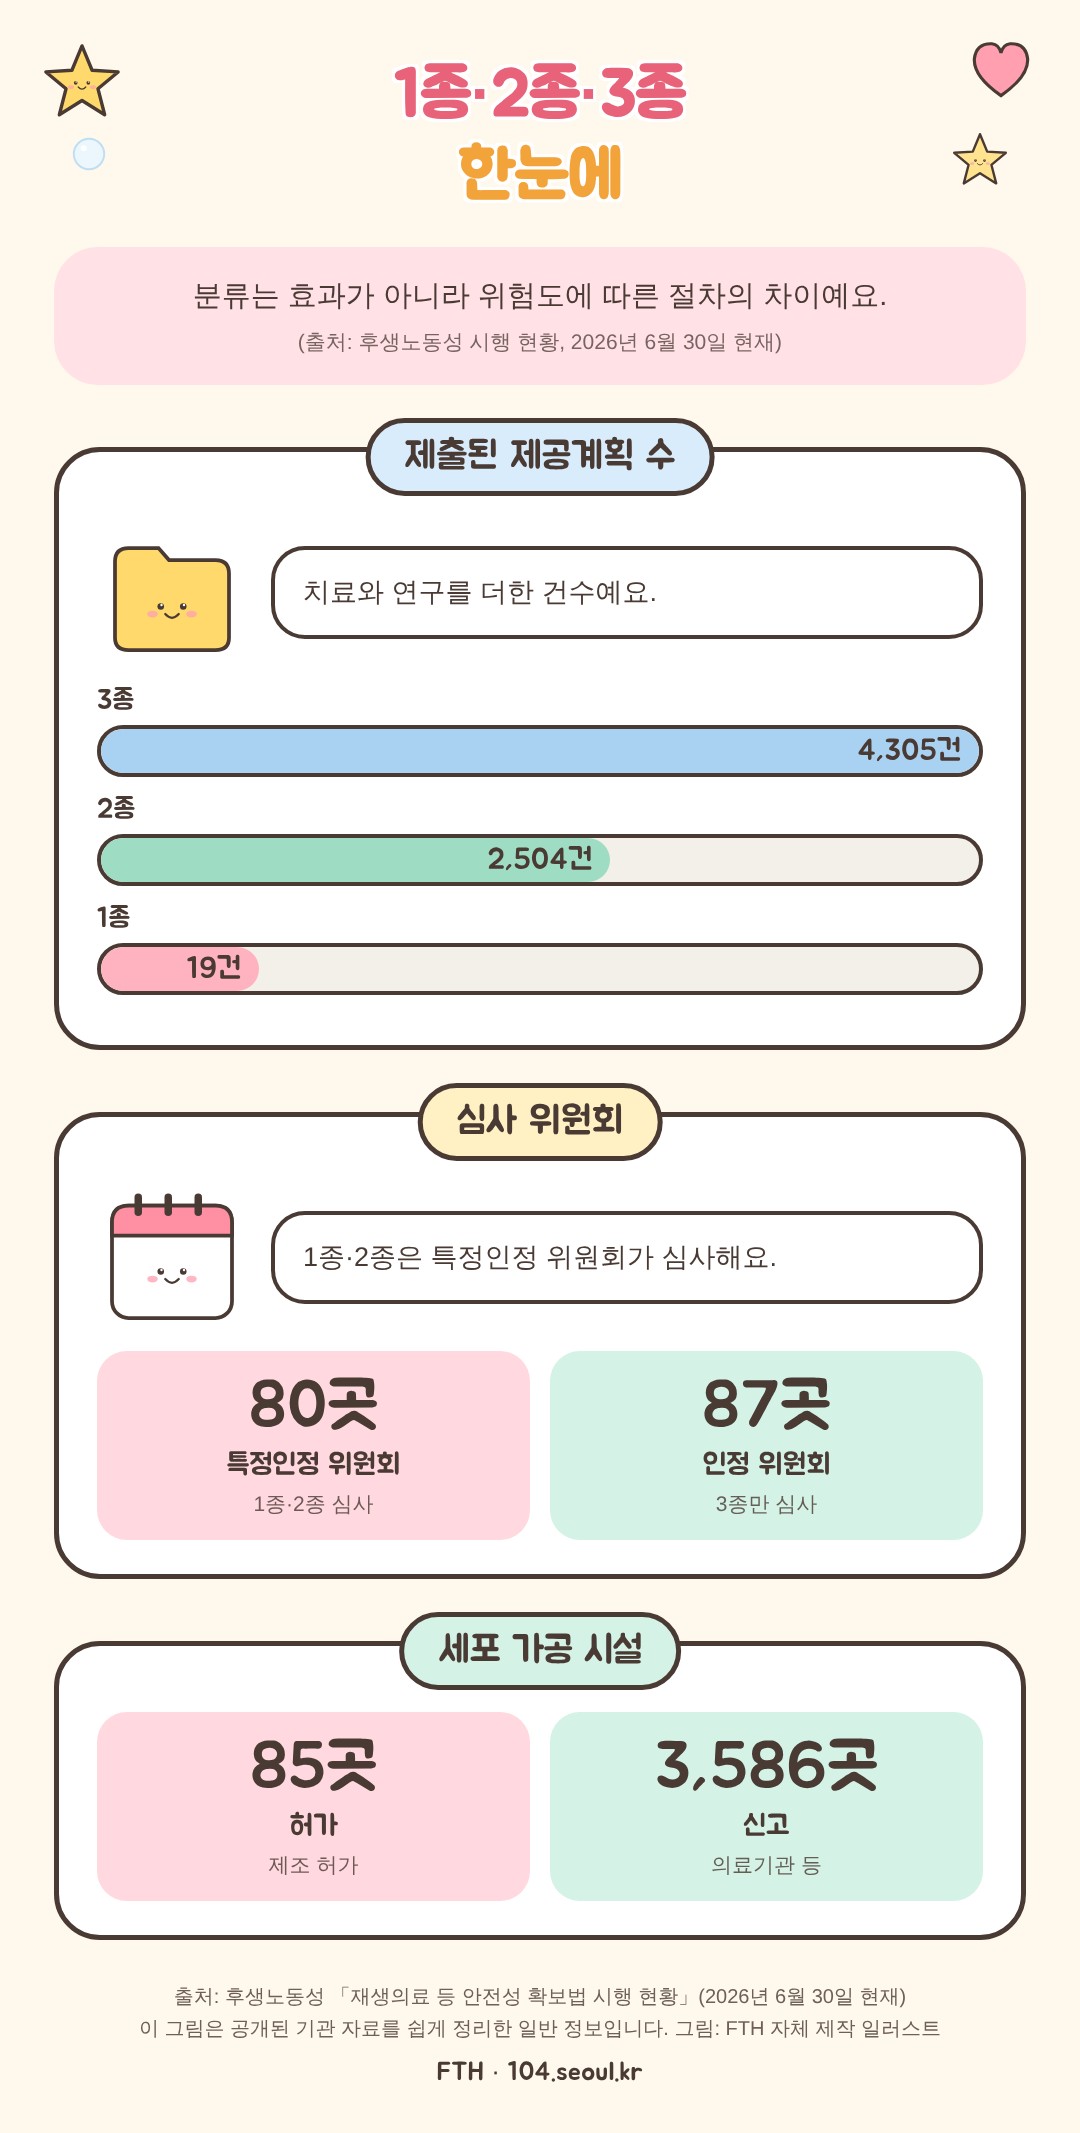 1종·2종·3종
한눈에
분류는 효과가 아니라 위험도에 따른 절차의 차이예요.
(출처: 후생노동성 시행 현황, 2026년 6월 30일 현재)
제출된 제공계획 수
치료와 연구를 더한 건수예요.
3종
4,305건
2종
2,504건
1종
19건
심사 위원회
1종·2종은 특정인정 위원회가 심사해요.
80곳
특정인정 위원회
1종·2종 심사
87곳
인정 위원회
3종만 심사
세포 가공 시설
85곳
허가
제조 허가
3,586곳
신고
의료기관 등
출처: 후생노동성 「재생의료 등 안전성 확보법 시행 현황」(2026년 6월 30일 현재)
이 그림은 공개된 기관 자료를 쉽게 정리한 일반 정보입니다. 그림: FTH 자체 제작 일러스트
FTH · 104.seoul.kr